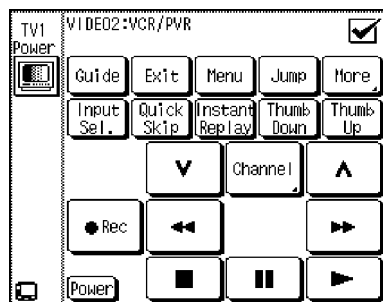 TV1
Power
VIDEO2:VCR/PVR
Guide Exit Menu Jump More
Input Sel. Quick Skip Instant Replay Thumb Down Thumb Up
Channel
Rec
Power